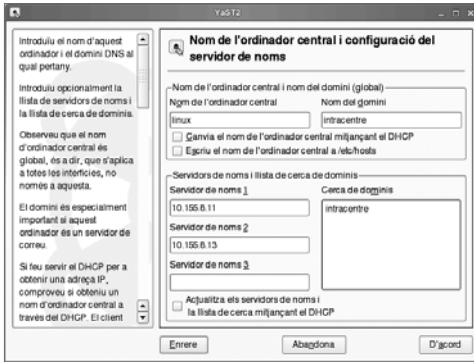 YaST2
Introduïu el nom d'aquest
ordinador i el domini DNS al
qual pertany.
Introduïu opcionalment la
llista de servidors de noms i
la llista de cerca de dominis.
Observeu que el nom
d'ordinador central és
global, és a dir, que s'aplica
a totes les interfícies, no
només a aquesta.
El domini és especialment
important si aquest
ordinador és un servidor de
correu.
Si feu servir el DHCP per a
obtenir una adreça IP,
comproveu si obteniu un
nom d'ordinador central a
través del DHCP. El client
Nom de l'ordinador central i configuració del
servidor de noms
Nom de l'ordinador central i nom del domini (global)
Nom de l'ordinador central
Nom del domini
linux
intracentre
Canvia el nom de l'ordinador central mitjançant el DHCP
Escriu el nom de l'ordinador central a /etc/hosts
Servidors de noms i llista de cerca de dominis
Servidor de noms 1
Cerca de dominis
10.155.8.11
intracentre
Servidor de noms 2
10.155.8.13
Servidor de noms 3
Actualitza els servidors de noms i
la llista de cerca mitjançant el DHCP
Enrere
Abandona
D'acord